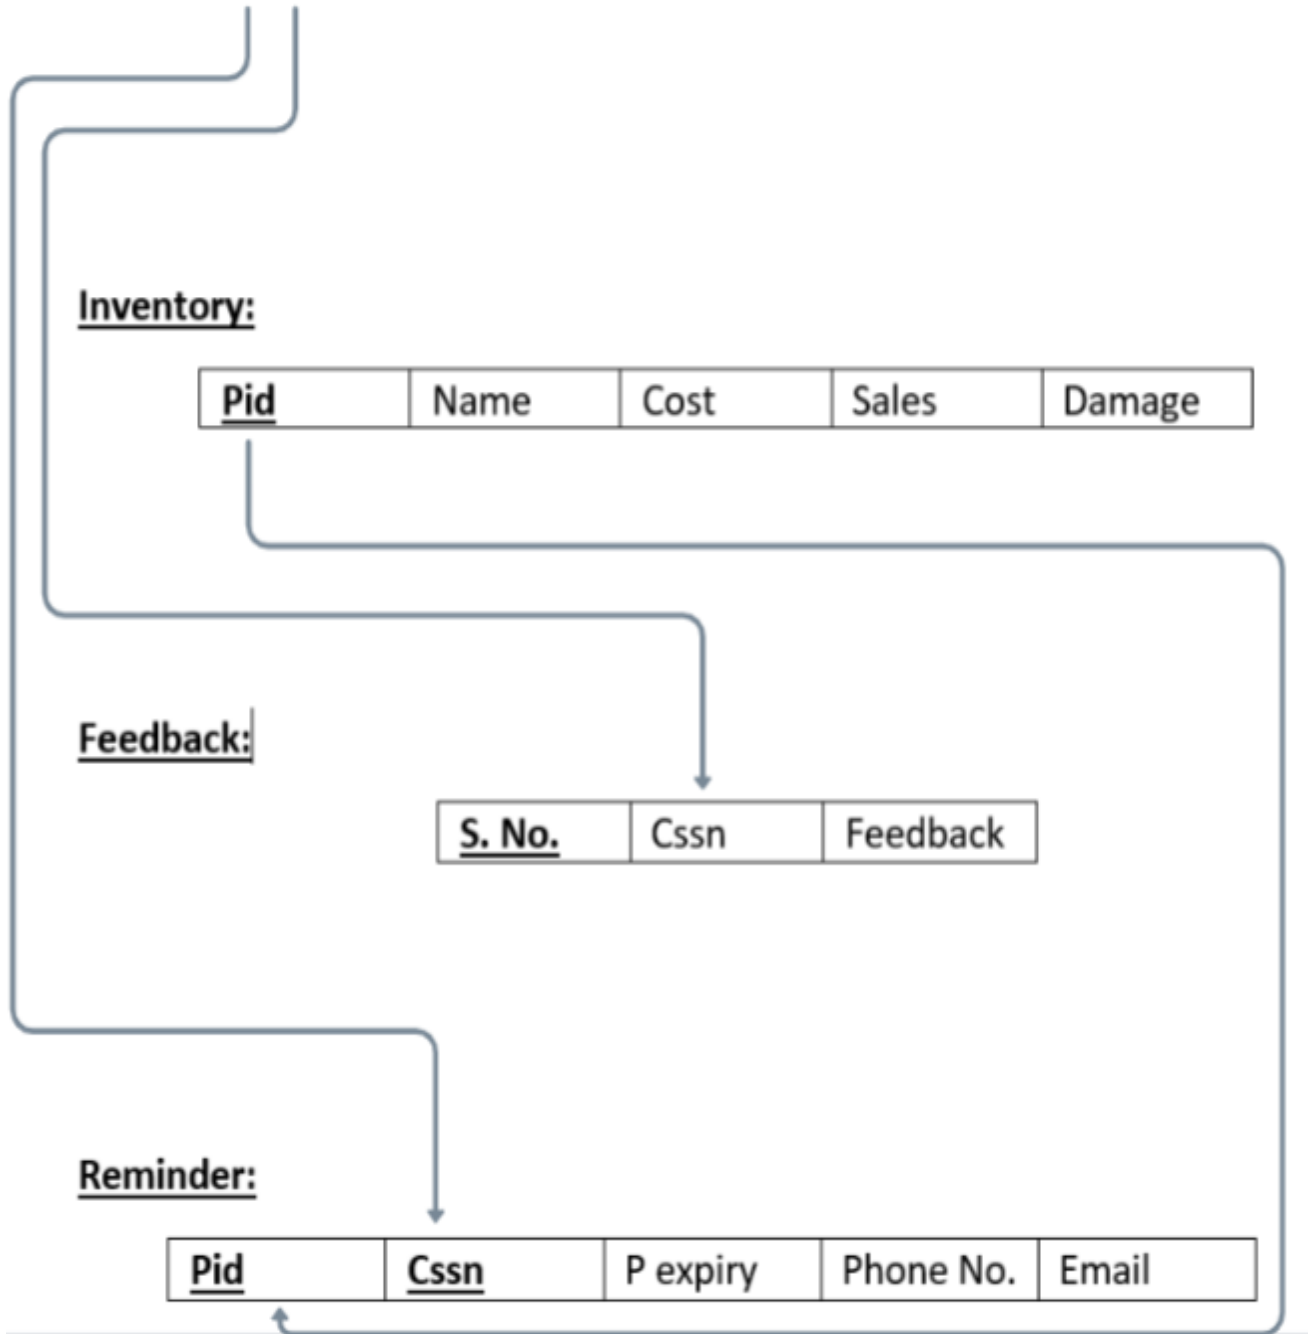 Inventory:
Pid Name Cost Sales Damage
Feedback:
S. No. Cssn Feedback
Reminder:
Pid Cssn P expiry Phone No. Email